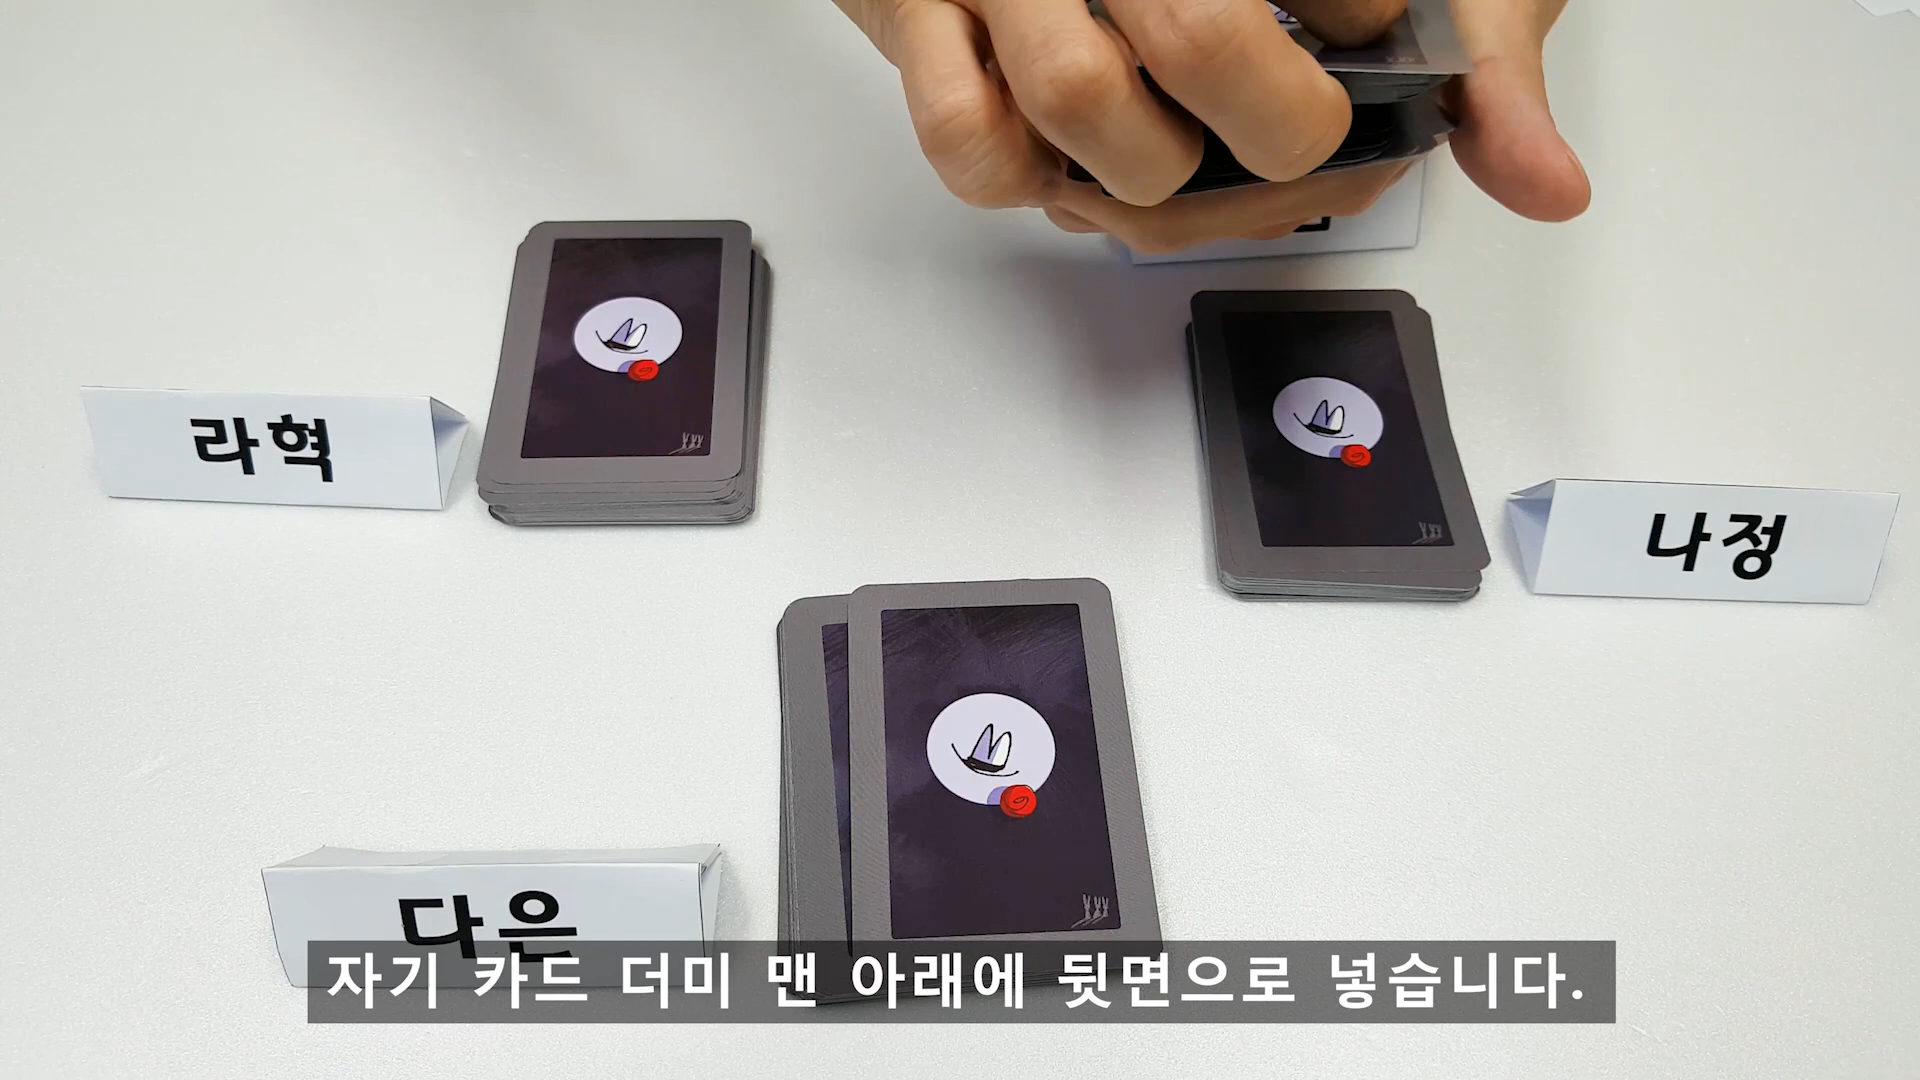 라혁
나정
다은
자기 카드 더미 맨 아래에 뒷면으로 넣습니다.